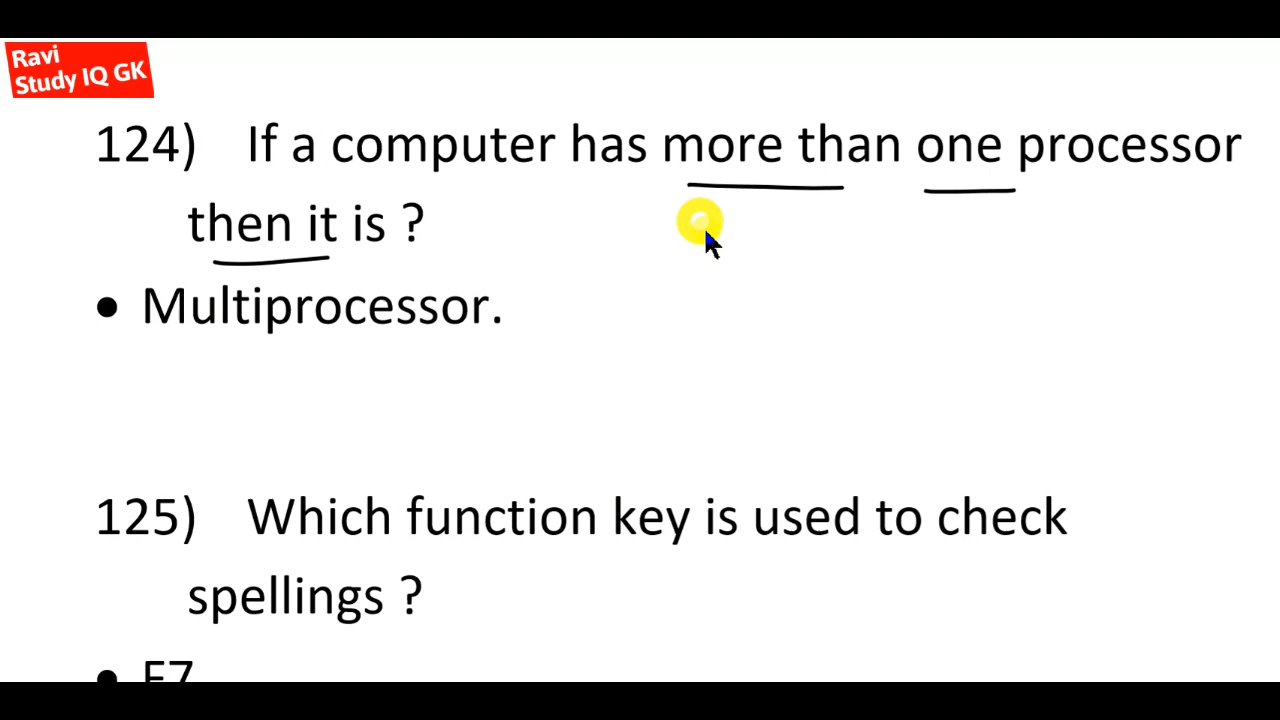 Ravi
Study IQ GK
124) If a computer has more than one processor
then it is ?
• Multiprocessor.
125) Which function key is used to check
spellings ?
• F7